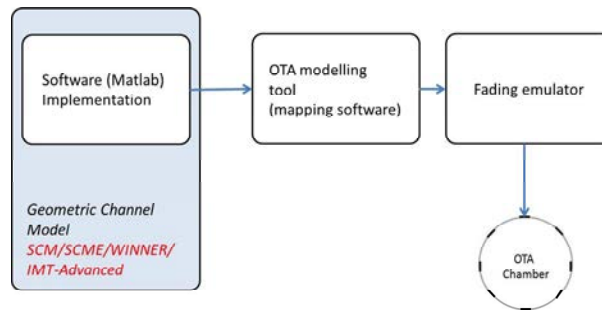 Software (Matlab)
Implementation
OTA modelling
tool
(mapping software)
Fading emulator
Geometric Channel
Model
SCM/SCME/WINNER/
IMT-Advanced
OTA
Chamber